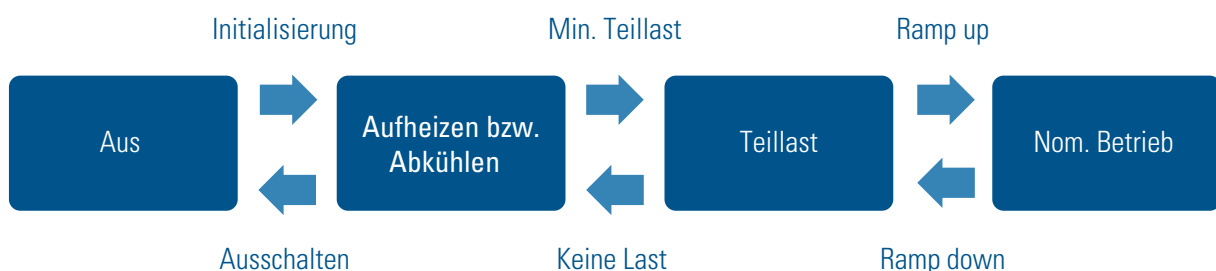 Initialisierung
Min. Teillast
Ramp up
Aus
Aufheizen bzw.
Abkühlen
Teillast
Nom. Betrieb
Ausschalten
Keine Last
Ramp down